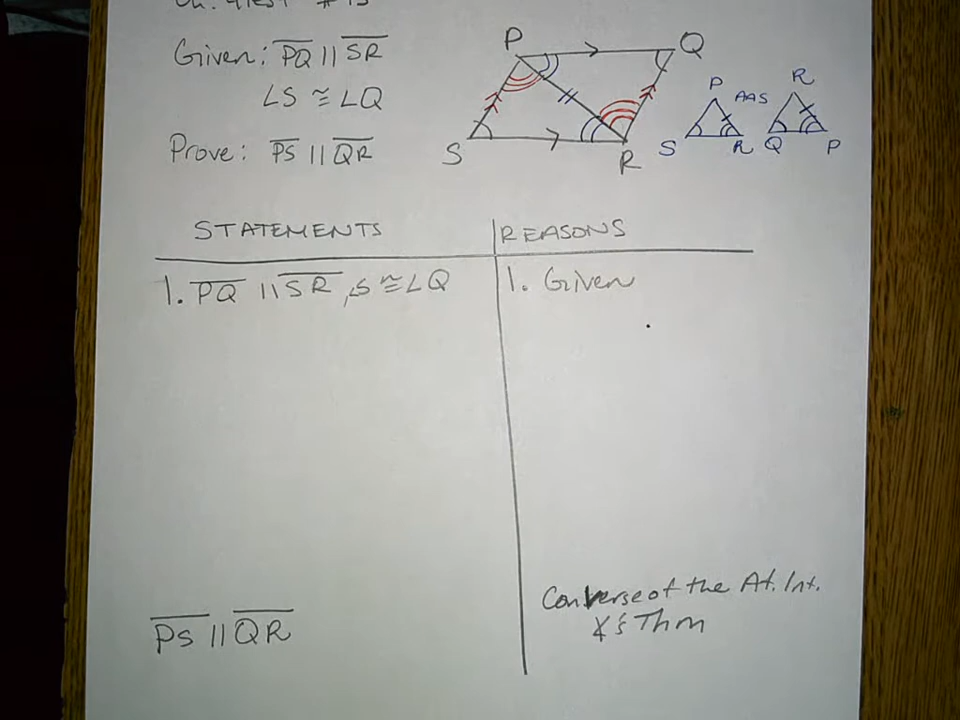 Given: PQ || SR
∠S ≅ ∠Q
Prove: PS || QR
P
Q
S
R
P
AAS
R
S
R
Q
P
STATEMENTS
REASONS
1. PQ || SR, ∠S ≅ ∠Q
1. Given
PS || QR
Converse of the At. Int.
∡s Thm